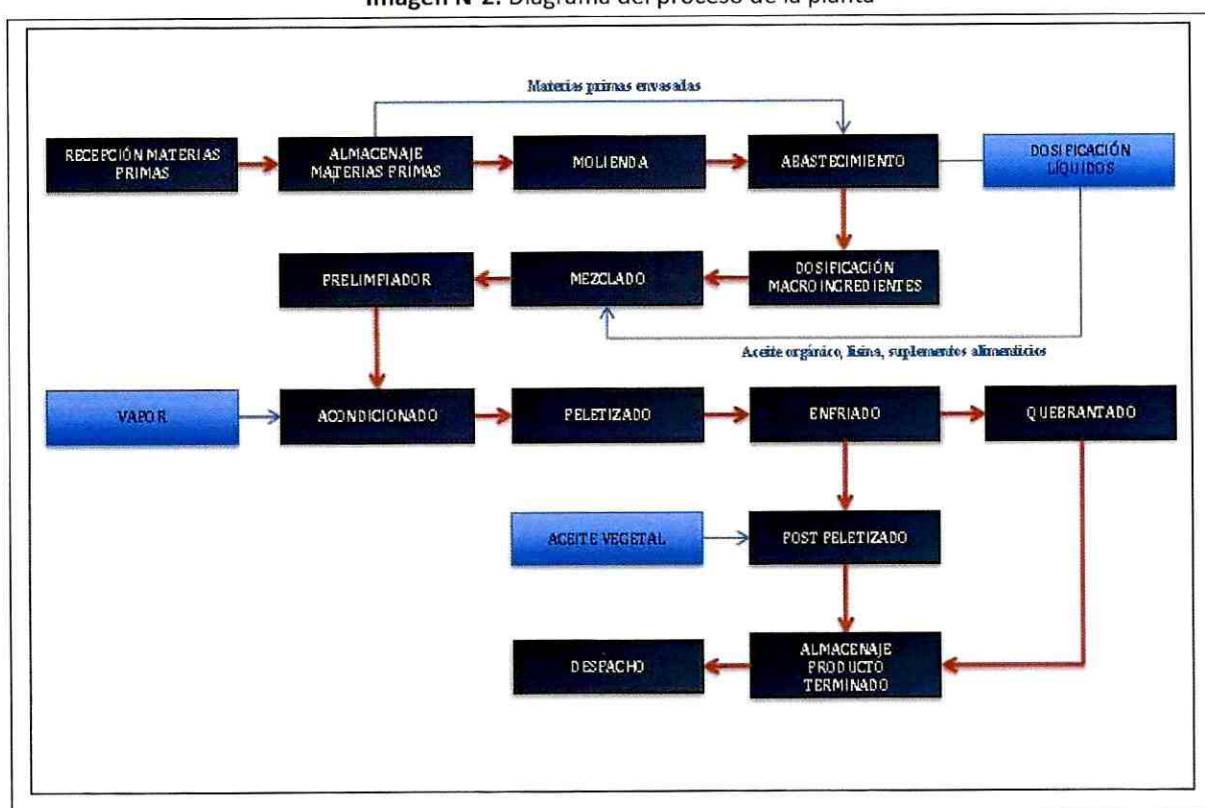 Imagen N°2: Diagrama del proceso de la planta
Materias primas envasadas
RECEPCIÓN MATERIAS
PRIMAS
ALMACENAJE
MATERIAS PRIMAS
MOLIENDA
ABASTECIMIENTO
DOSIFICACIÓN
LÍQUIDOS
PRELIMPIADOR
MEZCLADO
DOSIFICACIÓN
MACROINGREDIENTES
Aceite orgánico, lisina, suplementos alimenticios
VAPOR
ACONDICIONADO
PELETIZADO
ENFRIADO
QUEBRANTADO
ACEITE VEGETAL
POST PELETIZADO
DESPACHO
ALMACENAJE
PRODUCTO
TERMINADO